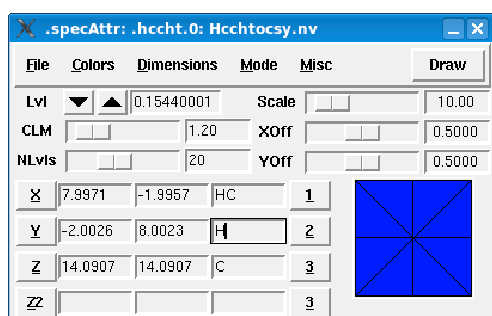 .specAttr: .hccht.0: Hcchtocsy.nv
File Colors Dimensions Mode Misc Draw
Lvl 0.15440001 Scale 10.00
CLM 1.20 XOff 0.5000
NLvls 20 YOff 0.5000
X 7.9971 -1.9957 HC 1
Y -2.0026 8.0023 H 2
Z 14.0907 14.0907 C 3
Z2 3